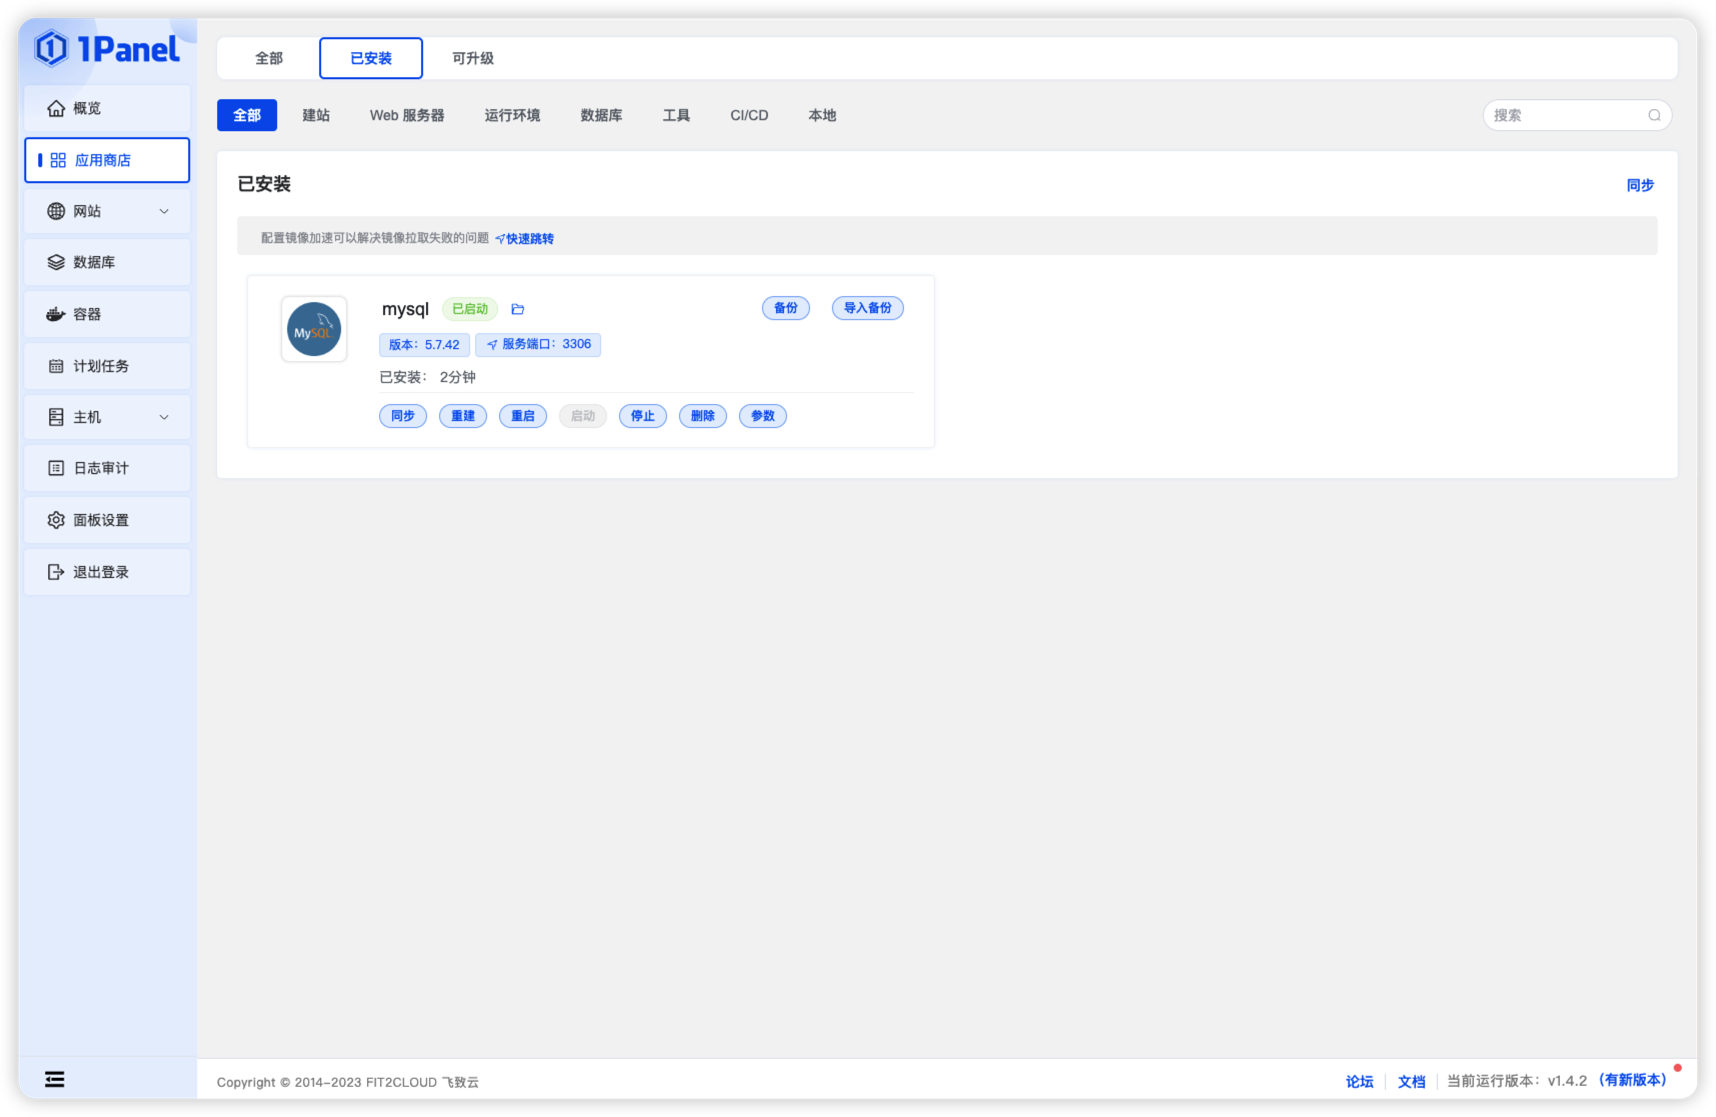 1Panel
概览
应用商店
网站
数据库
容器
计划任务
主机
日志审计
面板设置
退出登录
全部 已安装 可升级
全部 建站 Web 服务器 运行环境 数据库 工具 CI/CD 本地 搜索
已安装 同步
配置镜像加速可以解决镜像拉取失败的问题 快速跳转
MySQL
mysql 已启动 备份 导入备份
版本：5.7.42 服务端口：3306
已安装： 2分钟
同步 重建 重启 启动 停止 删除 参数
Copyright © 2014-2023 FIT2CLOUD 飞致云 论坛 文档 当前运行版本：v1.4.2 （有新版本）